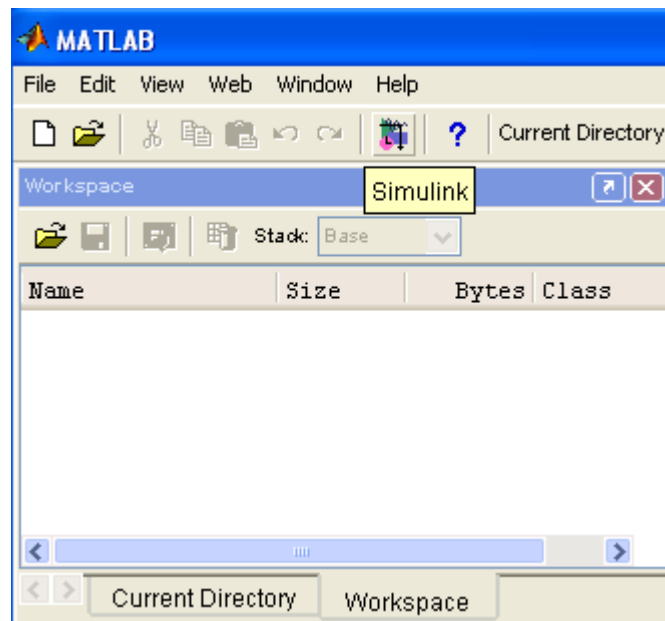 MATLAB
File Edit View Web Window Help
? Current Directory
Workspace
Simulink
Stack: Base
Name Size Bytes Class
Current Directory Workspace